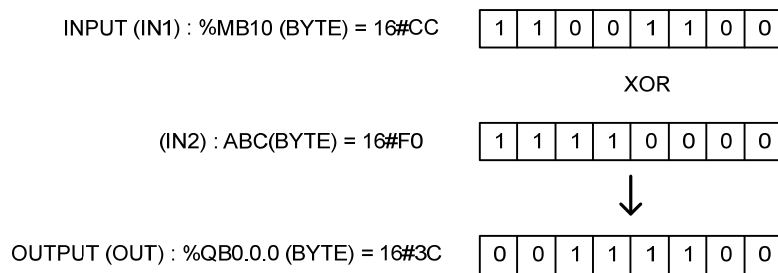 INPUT (IN1) : %MB10 (BYTE) = 16#CC 1 1 0 0 1 1 0 0
XOR
(IN2) : ABC(BYTE) = 16#F0 1 1 1 1 0 0 0 0
OUTPUT (OUT) : %QB0.0.0 (BYTE) = 16#3C 0 0 1 1 1 1 0 0